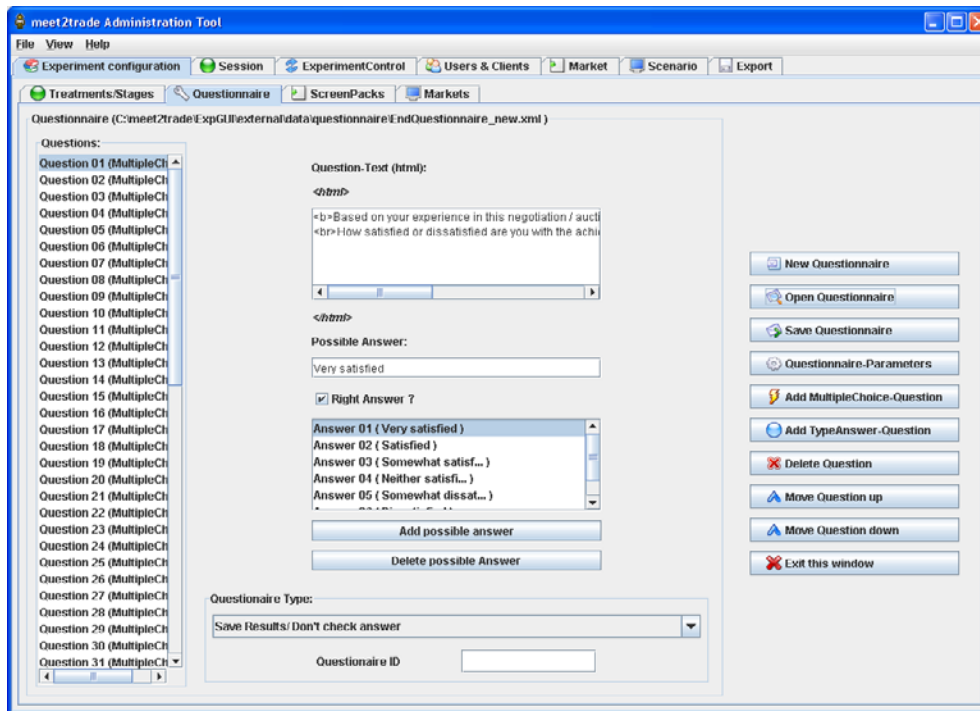 meet2trade Administration Tool
File View Help
Experiment configuration Session ExperimentControl Users & Clients Market Scenario Export
Treatments/Stages Questionnaire ScreenPacks Markets
Questionnaire (C:\meet2trade\ExpGUI\external\data\questionnaire\EndQuestionnaire_new.xml )
Questions:
Question 01 (MultipleCh
Question 02 (MultipleCh
Question 03 (MultipleCh
Question 04 (MultipleCh
Question 05 (MultipleCh
Question 06 (MultipleCh
Question 07 (MultipleCh
Question 08 (MultipleCh
Question 09 (MultipleCh
Question 10 (MultipleCh
Question 11 (MultipleCh
Question 12 (MultipleCh
Question 13 (MultipleCh
Question 14 (MultipleCh
Question 15 (MultipleCh
Question 16 (MultipleCh
Question 17 (MultipleCh
Question 18 (MultipleCh
Question 19 (MultipleCh
Question 20 (MultipleCh
Question 21 (MultipleCh
Question 22 (MultipleCh
Question 23 (MultipleCh
Question 24 (MultipleCh
Question 25 (MultipleCh
Question 26 (MultipleCh
Question 27 (MultipleCh
Question 28 (MultipleCh
Question 29 (MultipleCh
Question 30 (MultipleCh
Question 31 (MultipleCh
Question-Text (html):
<html>
<b>Based on your experience in this negotiation / aucti
<br>How satisfied or dissatisfied are you with the achie
</html>
Possible Answer:
Very satisfied
Right Answer ?
Answer 01 ( Very satisfied )
Answer 02 ( Satisfied )
Answer 03 ( Somewhat satisf... )
Answer 04 ( Neither satisfi... )
Answer 05 ( Somewhat dissat... )
Add possible answer
Delete possible Answer
Questionaire Type:
Save Results/ Don't check answer
Questionaire ID
New Questionnaire
Open Questionnaire
Save Questionnaire
Questionnaire-Parameters
Add MultipleChoice-Question
Add TypeAnswer-Question
Delete Question
Move Question up
Move Question down
Exit this window